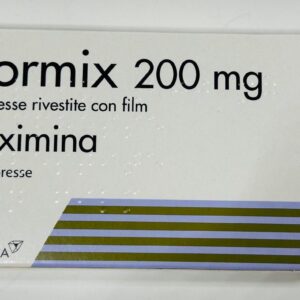 ormix 200 mg
esse rivestite con film
ximina
resse
A